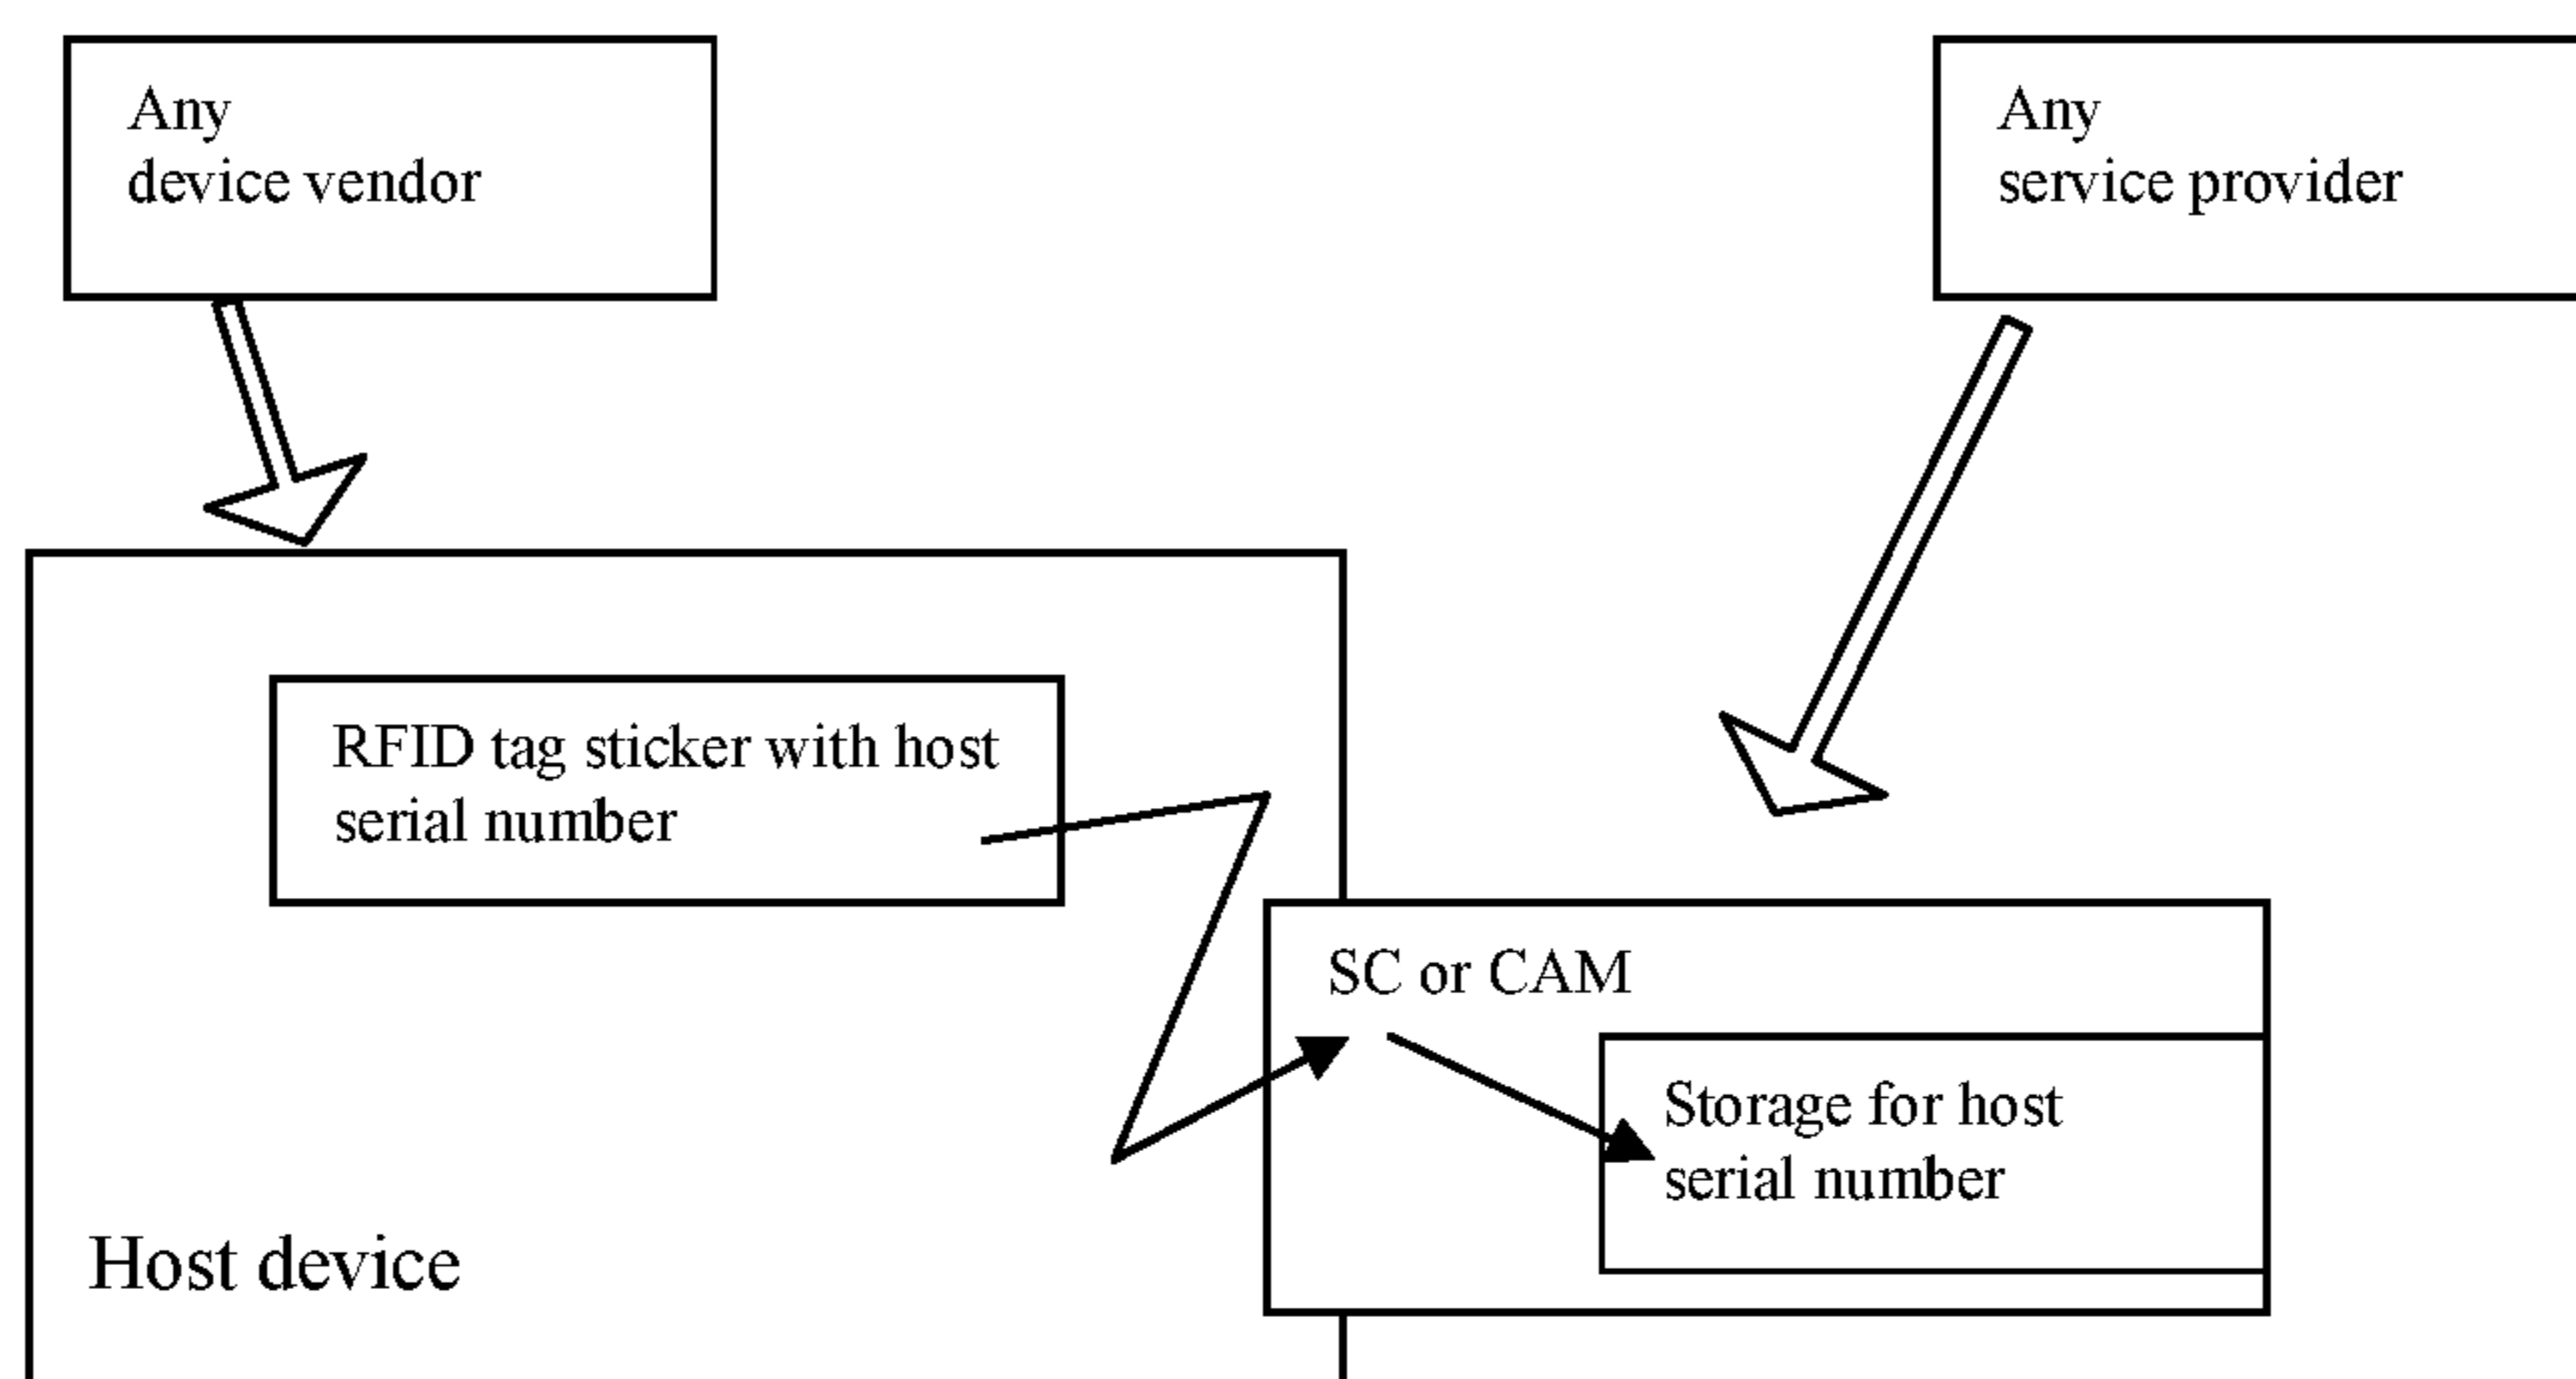 Any
device vendor
Any
service provider
RFID tag sticker with host
serial number
SC or CAM
Storage for host
serial number
Host device